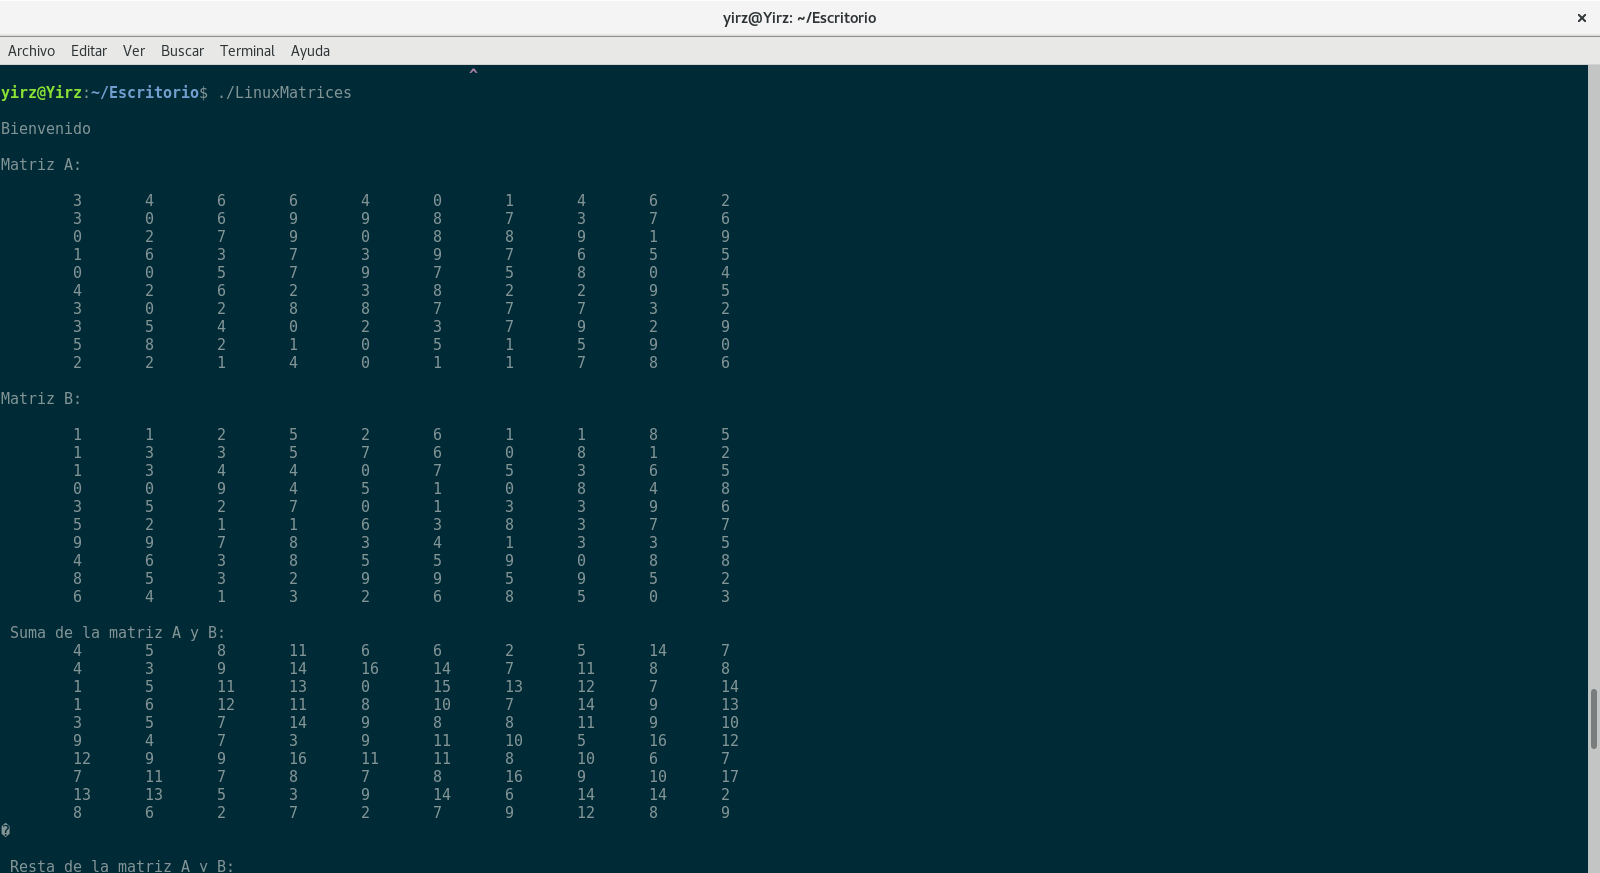 yirz@Yirz: ~/Escritorio
Archivo Editar Ver Buscar Terminal Ayuda
^
yirz@Yirz:~/Escritorio$ ./LinuxMatrices
Bienvenido
Matriz A:
3 4 6 6 4 0 1 4 6 2
3 0 6 9 9 8 7 3 7 6
0 2 7 9 0 8 8 9 1 9
1 6 3 7 3 9 7 6 5 5
0 0 5 7 9 7 5 8 0 4
4 2 6 2 3 8 2 2 9 5
3 0 2 8 8 7 7 7 3 2
3 5 4 0 2 3 7 9 2 9
5 8 2 1 0 5 1 5 9 0
2 2 1 4 0 1 1 7 8 6
Matriz B:
1 1 2 5 2 6 1 1 8 5
1 3 3 5 7 6 0 8 1 2
1 3 4 4 0 7 5 3 6 5
0 0 9 4 5 1 0 8 4 8
3 5 2 7 0 1 3 3 9 6
5 2 1 1 6 3 8 3 7 7
9 9 7 8 3 4 1 3 3 5
4 6 3 8 5 5 9 0 8 8
8 5 3 2 9 9 5 9 5 2
6 4 1 3 2 6 8 5 0 3
Suma de la matriz A y B:
4 5 8 11 6 6 2 5 14 7
4 3 9 14 16 14 7 11 8 8
1 5 11 13 0 15 13 12 7 14
1 6 12 11 8 10 7 14 9 13
3 5 7 14 9 8 8 11 9 10
9 4 7 3 9 11 10 5 16 12
12 9 9 16 11 11 8 10 6 7
7 11 7 8 7 8 16 9 10 17
13 13 5 3 9 14 6 14 14 2
8 6 2 7 2 7 9 12 8 9
�
Resta de la matriz A y B: